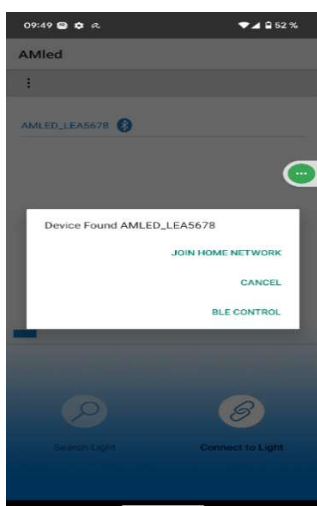 09:49
52 %
AMled
AMLED_LEA5678
Device Found AMLED_LEA5678
JOIN HOME NETWORK
CANCEL
BLE CONTROL
Search Light
Connect to Light